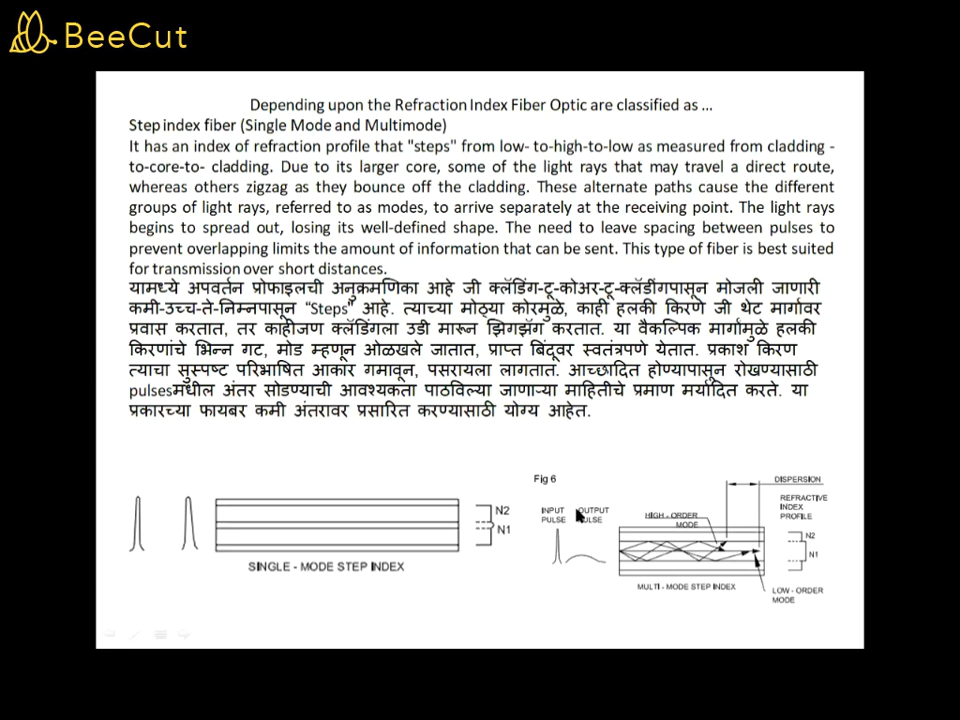 BeeCut
Depending upon the Refraction Index Fiber Optic are classified as ...
Step index fiber (Single Mode and Multimode)
It has an index of refraction profile that "steps" from low- to-high-to-low as measured from cladding -
to-core-to- cladding. Due to its larger core, some of the light rays that may travel a direct route,
whereas others zigzag as they bounce off the cladding. These alternate paths cause the different
groups of light rays, referred to as modes, to arrive separately at the receiving point. The light rays
begins to spread out, losing its well-defined shape. The need to leave spacing between pulses to
prevent overlapping limits the amount of information that can be sent. This type of fiber is best suited
for transmission over short distances.
यामध्ये अपवर्तन प्रोफाइलची अनुक्रमणिका आहे जी क्लॅडिंग-टू-कोअर-टू-क्लॅडींगपासून मोजली जाणारी
कमी-उच्च-ते-निम्नपासून "Steps" आहे. त्याच्या मोठ्या कोरमुळे, काही हलकी किरणे जी थेट मार्गावर
प्रवास करतात, तर काहीजण क्लॅडिंगला उडी मारून झिगझॅग करतात. या वैकल्पिक मार्गांमुळे हलकी
किरणांचे भिन्न गट, मोड म्हणून ओळखले जातात, प्राप्त बिंदूवर स्वतंत्रपणे येतात. प्रकाश किरण
त्याचा सुस्पष्ट परिभाषित आकार गमावून, पसरायला लागतात. आच्छादित होण्यापासून रोखण्यासाठी
pulsesमधील अंतर सोडण्याची आवश्यकता पाठविल्या जाणाऱ्या माहितीचे प्रमाण मर्यादित करते. या
प्रकारच्या फायबर कमी अंतरावर प्रसारित करण्यासाठी योग्य आहेत.
Fig 6
N2
N1
SINGLE - MODE STEP INDEX
INPUT
PULSE
OUTPUT
HIGH - ORDER
MODE
DISPERSION
REFRACTIVE
INDEX
PROFILE
N2
N1
MULTI - MODE STEP INDEX
LOW - ORDER
MODE